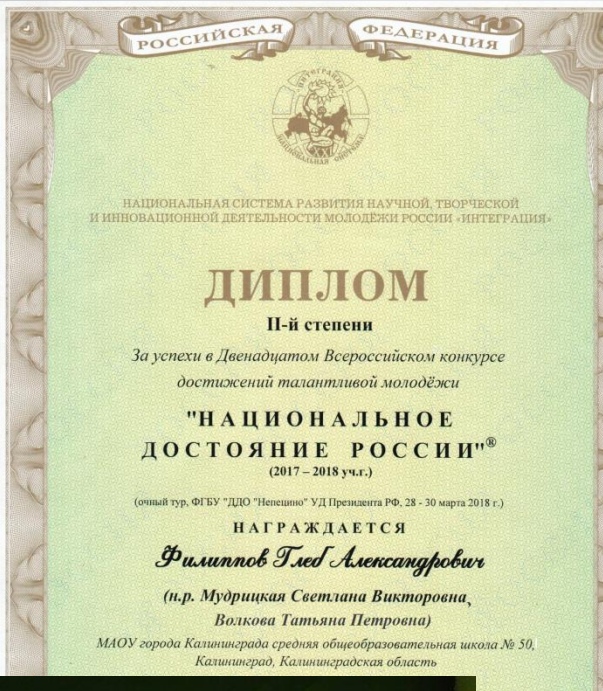 РОССИЙСКАЯ ФЕДЕРАЦИЯ
ИНТЕГРАЦИЯ
XXI
НАЦИОНАЛЬНАЯ СИСТЕМА РАЗВИТИЯ НАУЧНОЙ, ТВОРЧЕСКОЙ
И ИННОВАЦИОННОЙ ДЕЯТЕЛЬНОСТИ МОЛОДЁЖИ РОССИИ «ИНТЕГРАЦИЯ»
ДИПЛОМ
II-й степени
За успехи в Двенадцатом Всероссийском конкурсе
достижений талантливой молодёжи
"НАЦИОНАЛЬНОЕ
ДОСТОЯНИЕ РОССИИ"®
(2017 – 2018 уч.г.)
(очный тур, ФГБУ "ДДО "Непецино" УД Президента РФ, 28 - 30 марта 2018 г.)
НАГРАЖДАЕТСЯ
Филиппов Глеб Александрович
(н.р. Мудрицкая Светлана Викторовна,
Волкова Татьяна Петровна)
МАОУ города Калининграда средняя общеобразовательная школа № 50,
Калининград, Калининградская область